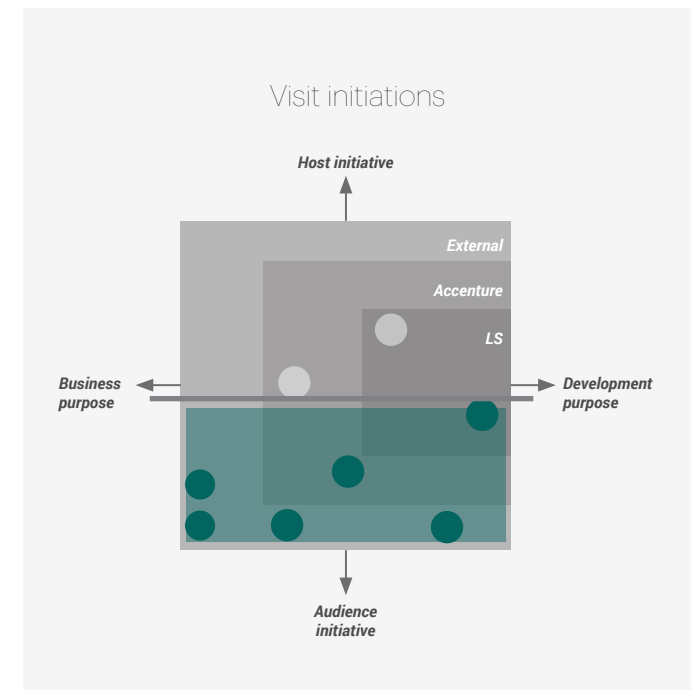 Visit initiations
Host initiative
External
Accenture
LS
Business
purpose
Development
purpose
Audience
initiative